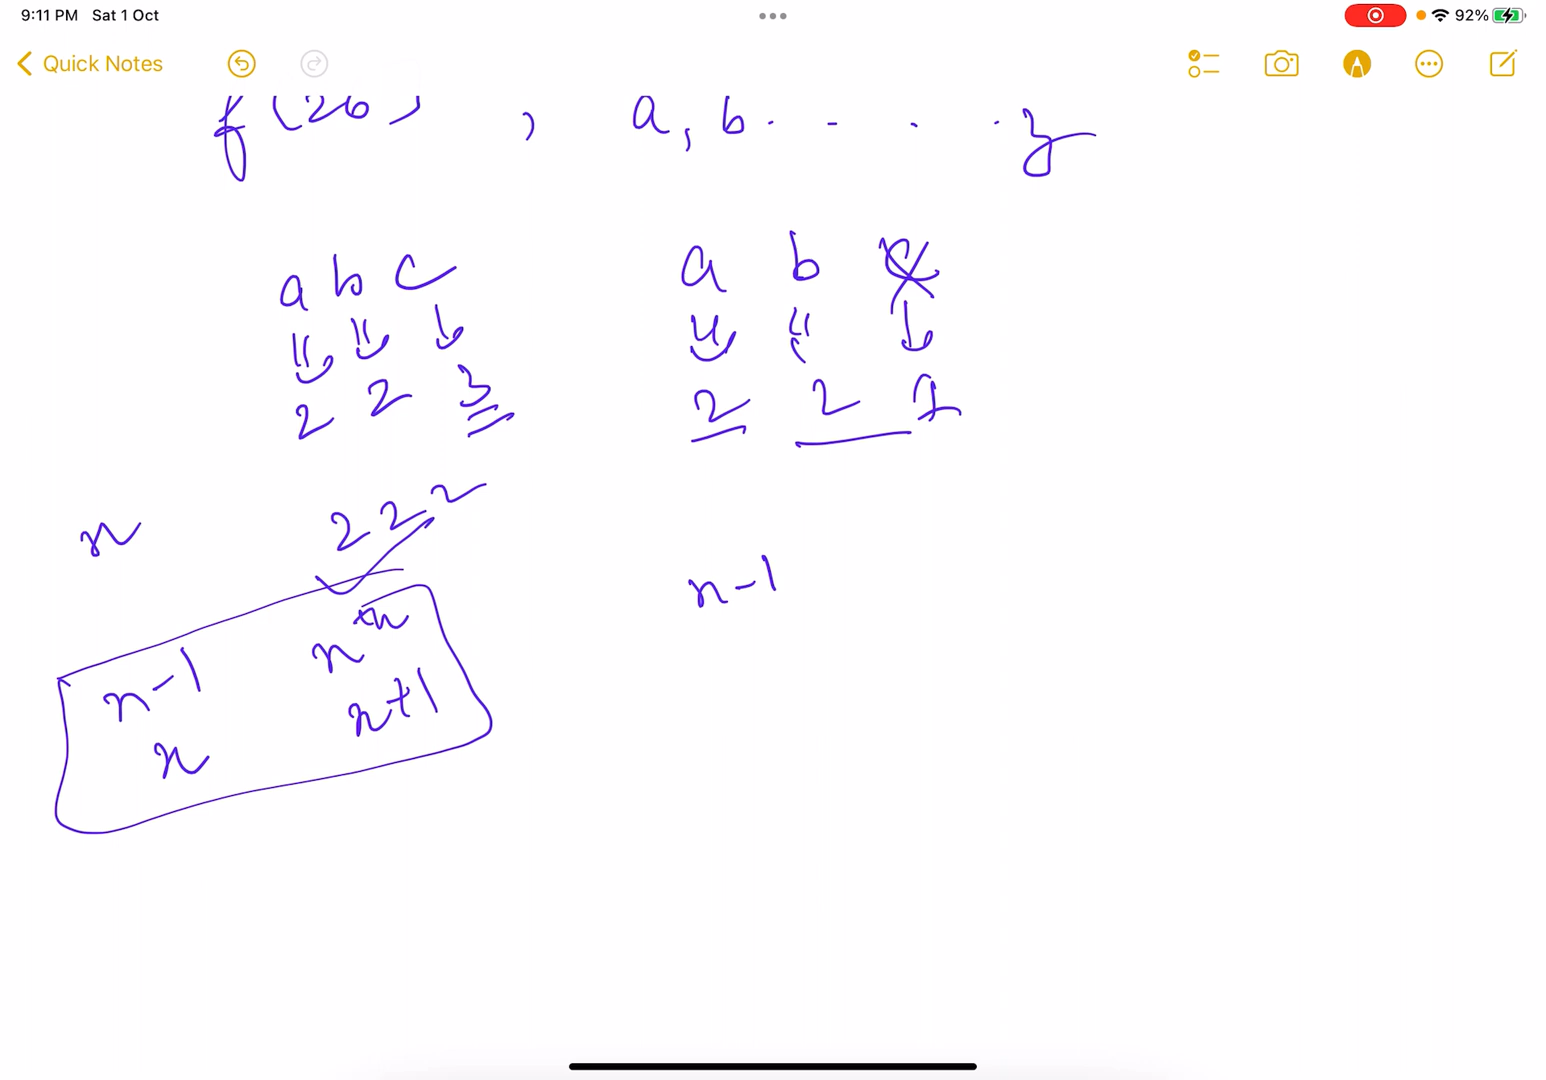 9:11 PM Sat 1 Oct
92%
Quick Notes
f(26) , a, b . - . . z
a b c
a b c
2 2 3
2 2 1
n
2 2 2
n-1
n
n-1
n+1
n